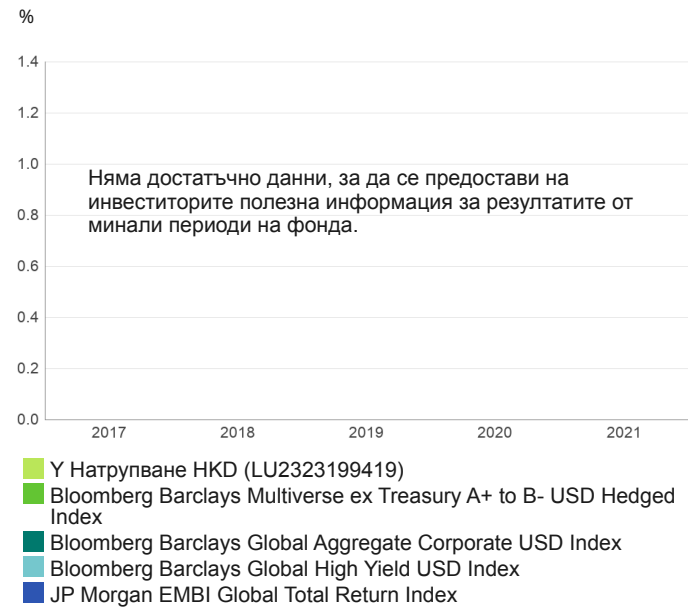 %
1.4
1.2
1.0
Няма достатъчно данни, за да се предостави на
инвеститорите полезна информация за резултатите от
0.8
минали периоди на фонда.
0.6
0.4
0.2
0.0
2017 2018 2019 2020 2021
Y Натрупване HKD (LU2323199419)
Bloomberg Barclays Multiverse ex Treasury A+ to B- USD Hedged
Index
Bloomberg Barclays Global Aggregate Corporate USD Index
Bloomberg Barclays Global High Yield USD Index
JP Morgan EMBI Global Total Return Index